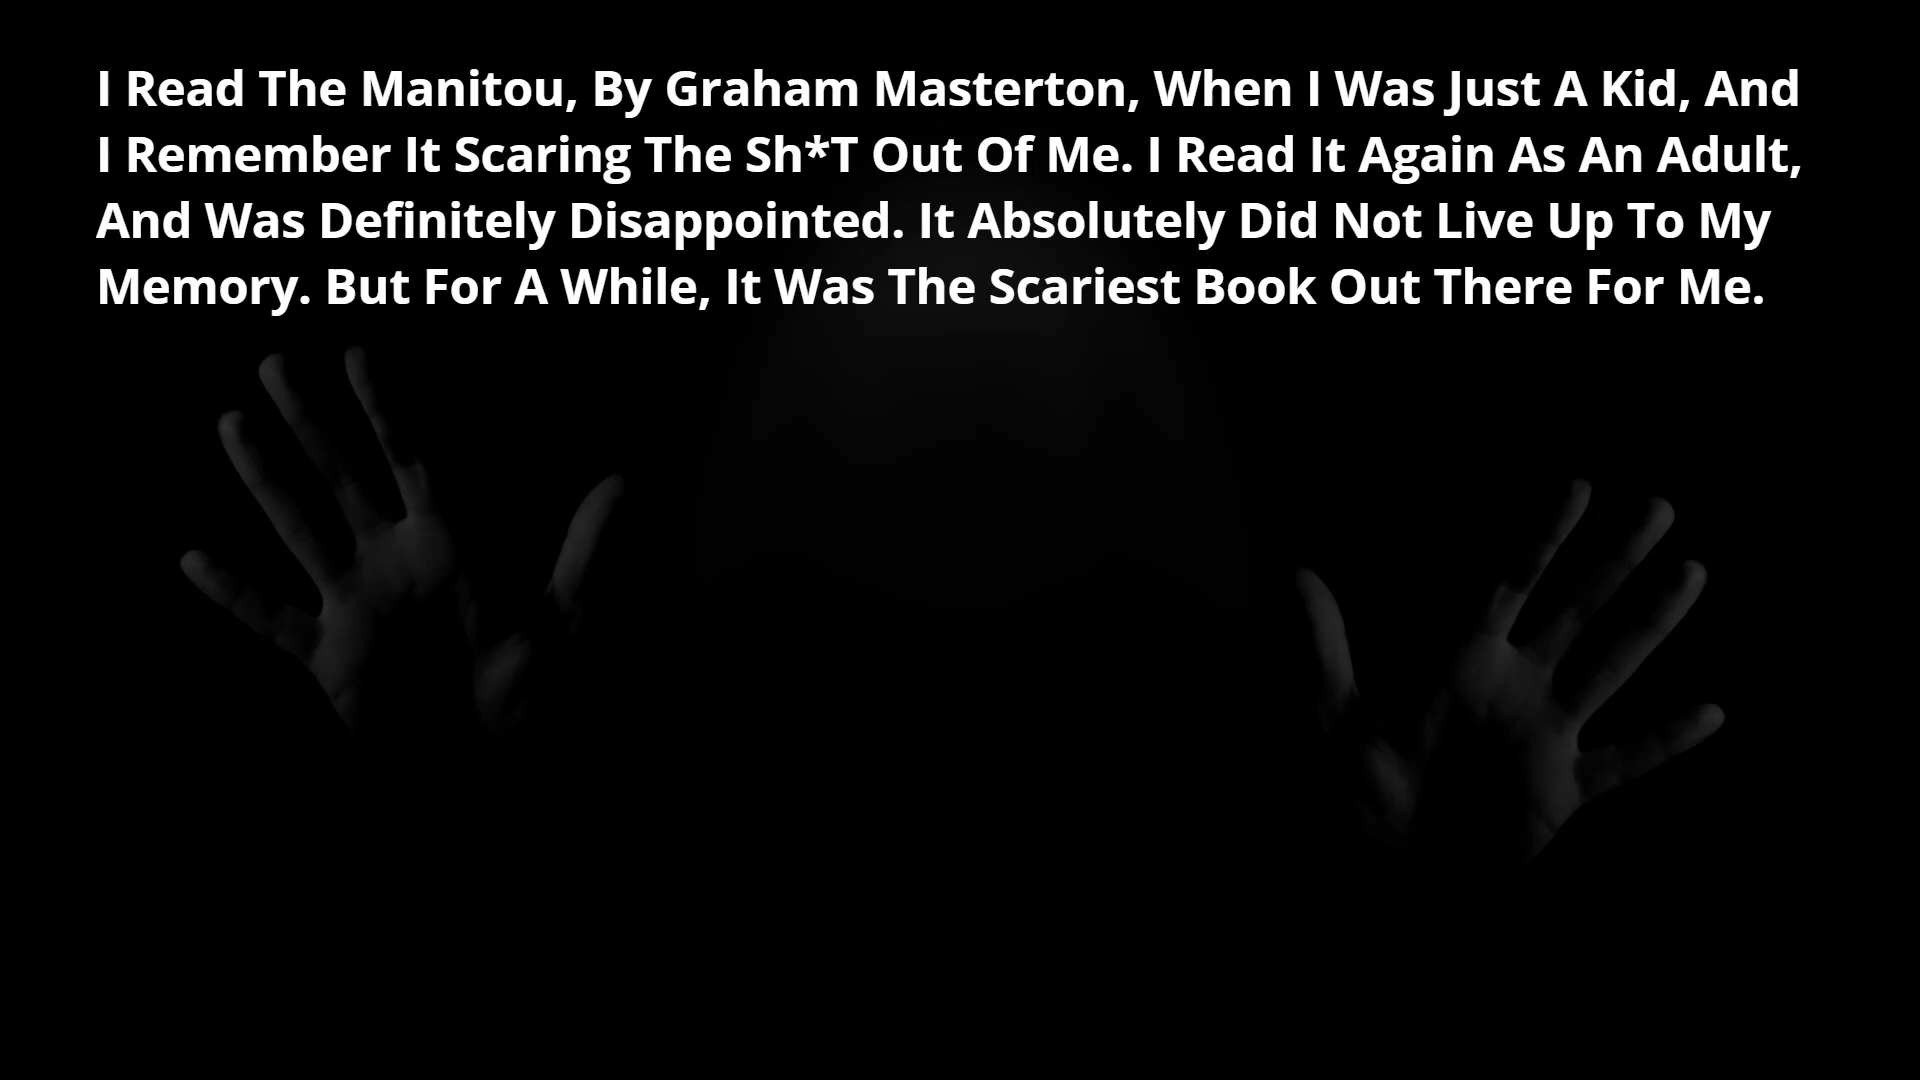 I Read The Manitou, By Graham Masterton, When I Was Just A Kid, And
I Remember It Scaring The Sh*T Out Of Me. I Read It Again As An Adult,
And Was Definitely Disappointed. It Absolutely Did Not Live Up To My
Memory. But For A While, It Was The Scariest Book Out There For Me.